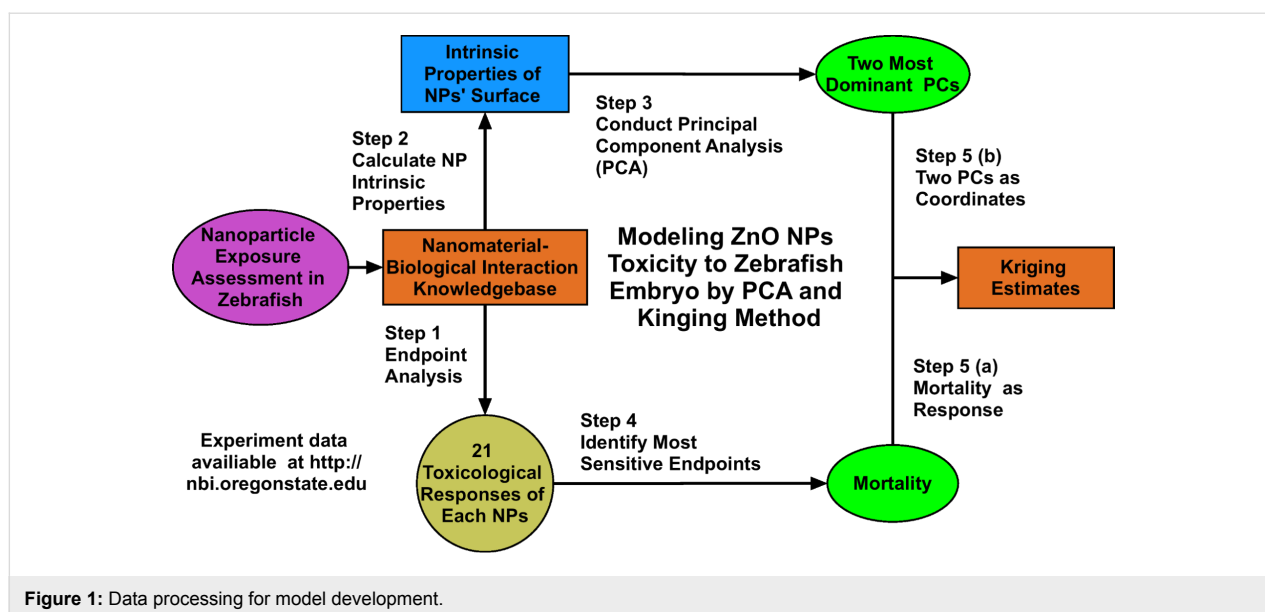 Intrinsic
Properties of
NPs' Surface
Two Most
Dominant PCs
Step 3
Conduct Principal
Component Analysis
(PCA)
Step 2
Calculate NP
Intrinsic
Properties
Step 5 (b)
Two PCs as
Coordinates
Nanoparticle
Exposure
Assessment in
Zebrafish
Nanomaterial-
Biological Interaction
Knowledgebase
Modeling ZnO NPs
Toxicity to Zebrafish
Embryo by PCA and
Kinging Method
Kriging
Estimates
Step 1
Endpoint
Analysis
Step 5 (a)
Mortality as
Response
Experiment data
availiable at http://
nbi.oregonstate.edu
21
Toxicological
Responses of
Each NPs
Step 4
Identify Most
Sensitive Endpoints
Mortality
Figure 1: Data processing for model development.